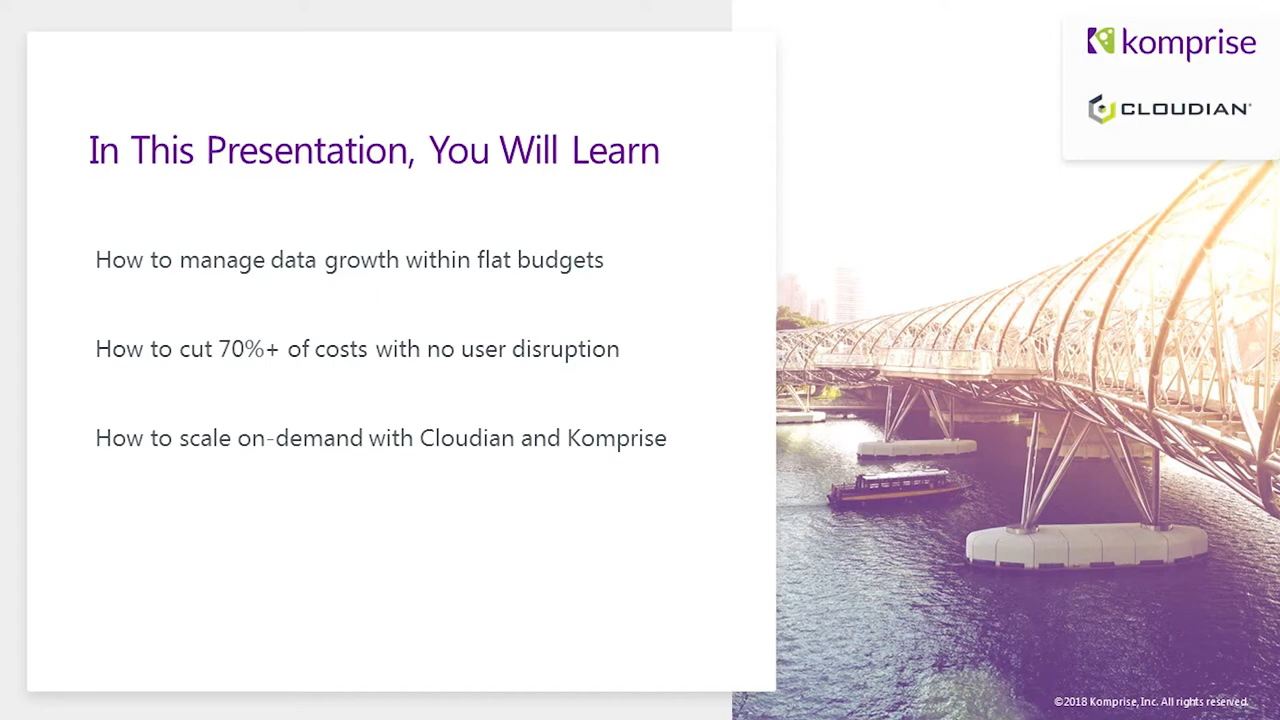 komprise
CLOUDIAN®
In This Presentation, You Will Learn
How to manage data growth within flat budgets
How to cut 70%+ of costs with no user disruption
How to scale on-demand with Cloudian and Komprise
©2018 Komprise, Inc. All rights reserved.